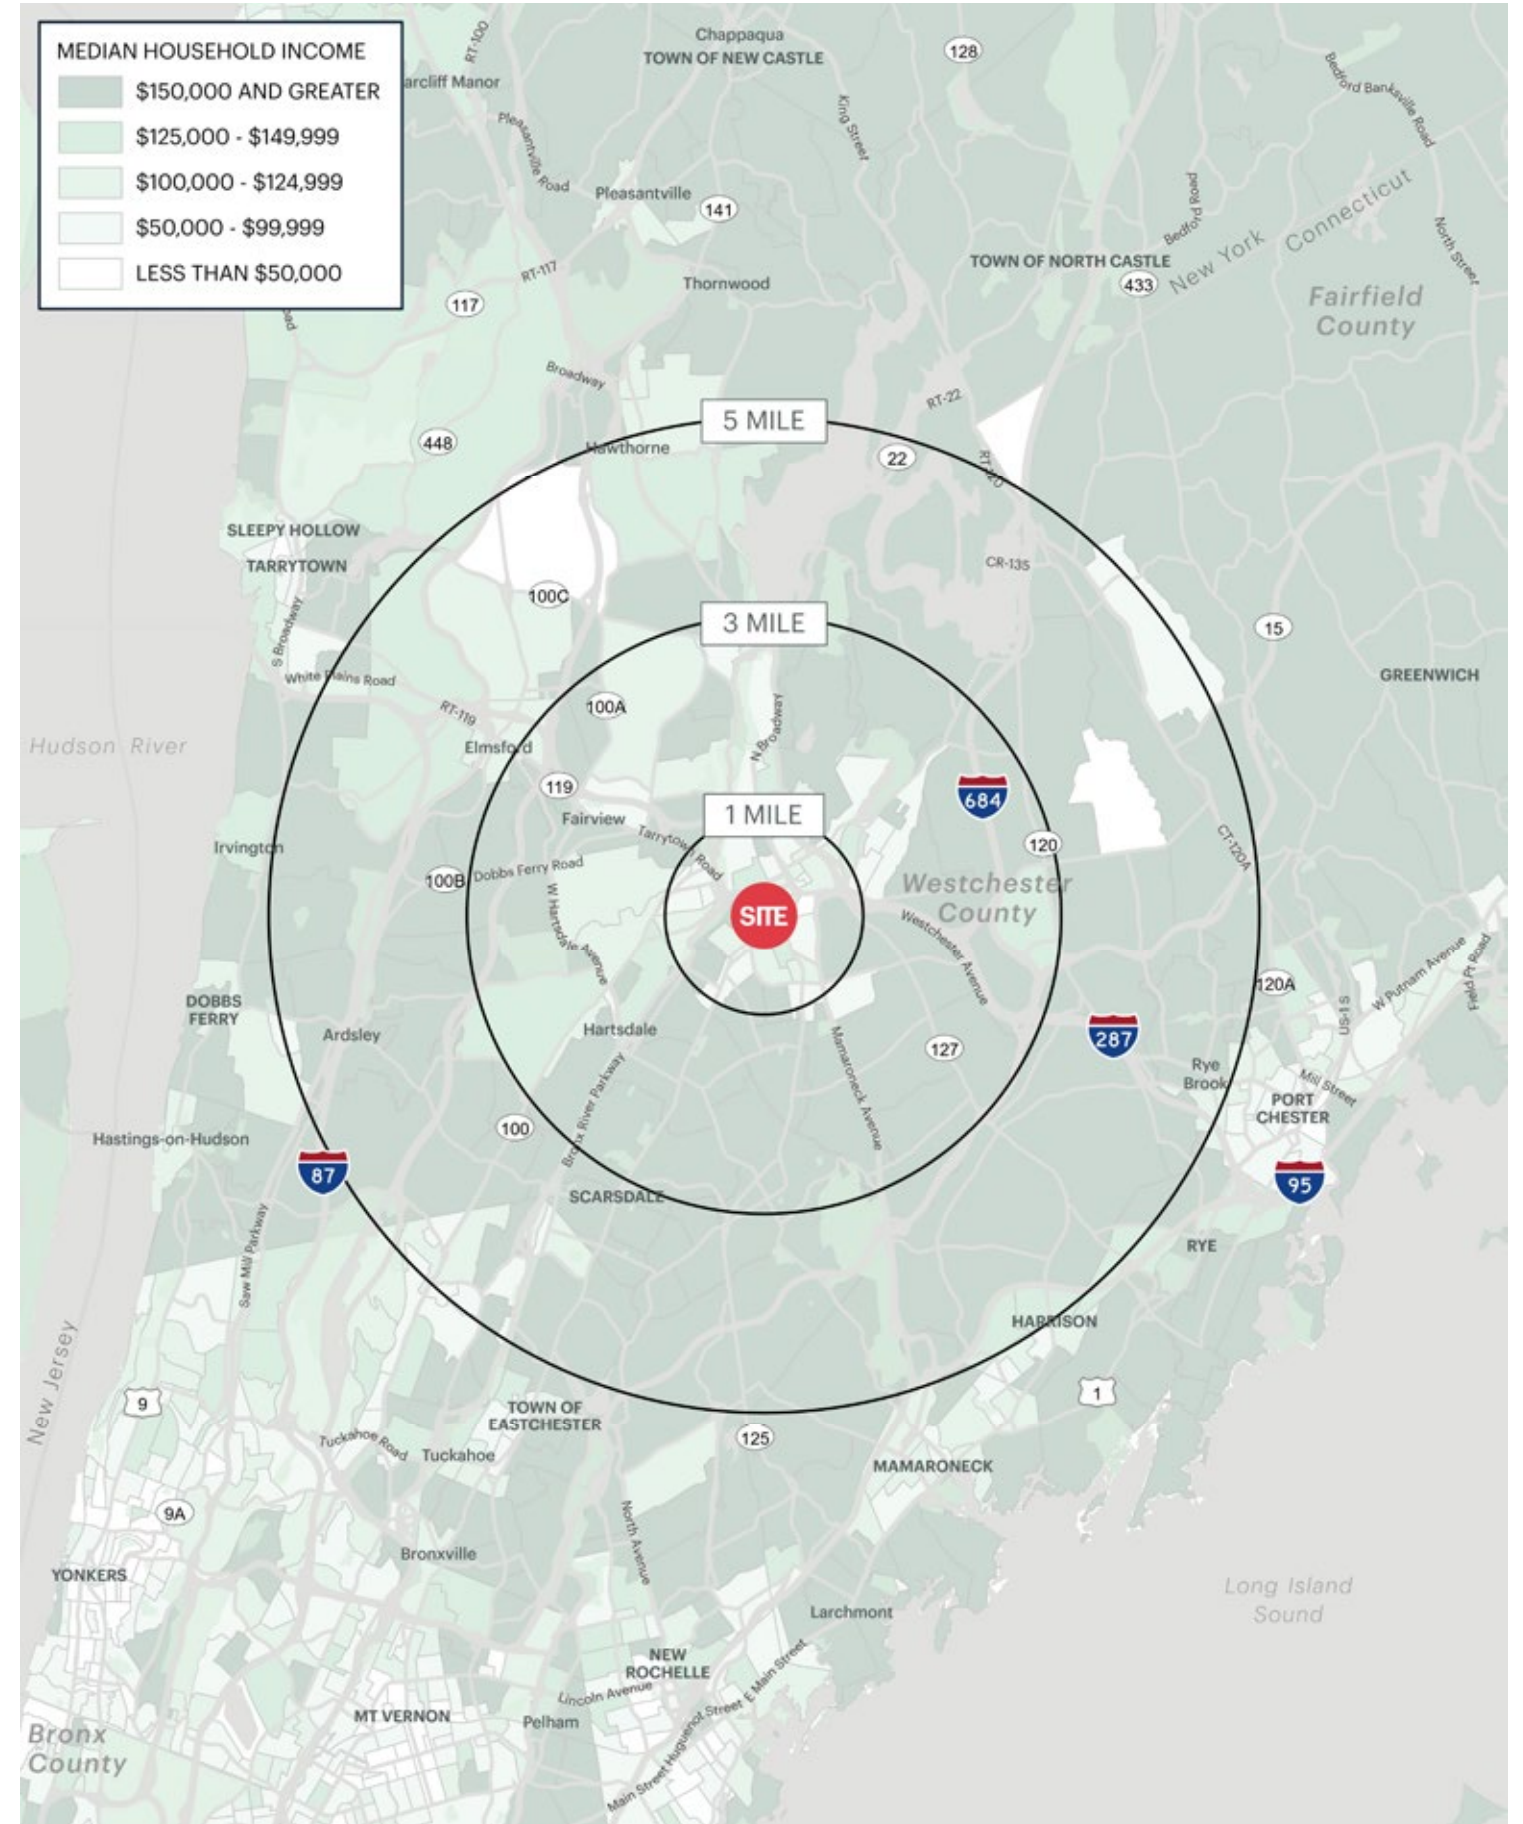 MEDIAN HOUSEHOLD INCOME
$150,000 AND GREATER
$125,000 - $149,999
$100,000 - $124,999
$50,000 - $99,999
LESS THAN $50,000
RT-100
Chappaqua
TOWN OF NEW CASTLE
128
arcliff Manor
Bedford Banksville Road
King Street
Pleasantville Road
Pleasantville
141
Bedford Road
Connecticut
New York
North Street
TOWN OF NORTH CASTLE
433
RT-117
Thornwood
117
Fairfield
County
oad
Broadway
RT-22
5 MILE
448
Hawthorne
22
RT-120
SLEEPY HOLLOW
TARRYTOWN
CR-135
100C
3 MILE
15
S Broadway
White Plains Road
GREENWICH
100A
RT-119
N Broadway
Hudson River
Elmsford
119
684
1 MILE
Fairview
Tarrytown Road
120
Irvington
CT-120A
100B
Dobbs Ferry Road
Westchester
County
W Hartsdale Avenue
SITE
Westchester Avenue
W Putnam Avenue
Field Pt Road
120A
US-1 S
DOBBS
FERRY
Ardsley
Hartsdale
287
127
Mamaroneck Avenue
Rye
Brook
Mill Street
PORT
CHESTER
Bronx River Parkway
100
Hastings-on-Hudson
87
95
SCARSDALE
Saw Mill Parkway
RYE
HARRISON
New Jersey
9
1
TOWN OF
EASTCHESTER
125
Tuckahoe Road
Tuckahoe
MAMARONECK
9A
North Avenue
Bronxville
YONKERS
Long Island
Sound
Larchmont
NEW
ROCHELLE
E Main Street
Lincoln Avenue
MT VERNON
Pelham
Huguenot Street
Main Street
Bronx
County